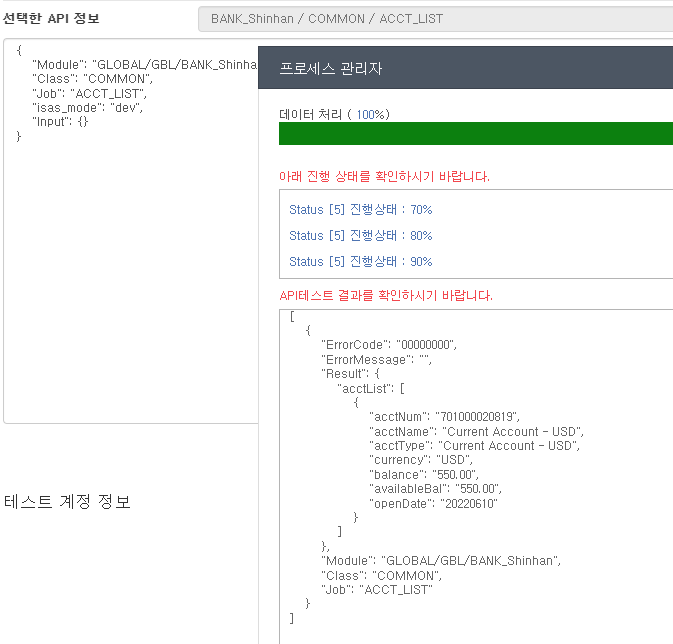 선택한 API 정보
BANK_Shinhan / COMMON / ACCT_LIST
{
"Module": "GLOBAL/GBL/BANK_Shinha
"Class": "COMMON",
"Job": "ACCT_LIST",
"isas_mode": "dev",
"Input": {}
}
프로세스 관리자
데이터 처리 ( 100%)
아래 진행 상태를 확인하시기 바랍니다.
Status [5] 진행상태 : 70%
Status [5] 진행상태 : 80%
Status [5] 진행상태 : 90%
API테스트 결과를 확인하시기 바랍니다.
[
{
"ErrorCode": "00000000",
"ErrorMessage": "",
"Result": {
"acctList": [
{
"acctNum": "701000020819",
"acctName": "Current Account - USD",
"acctType": "Current Account - USD",
"currency": "USD",
"balance": "550.00",
"availableBal": "550.00",
"openDate": "20220610"
}
]
},
"Module": "GLOBAL/GBL/BANK_Shinhan",
"Class": "COMMON",
"Job": "ACCT_LIST"
}
]
테스트 계정 정보